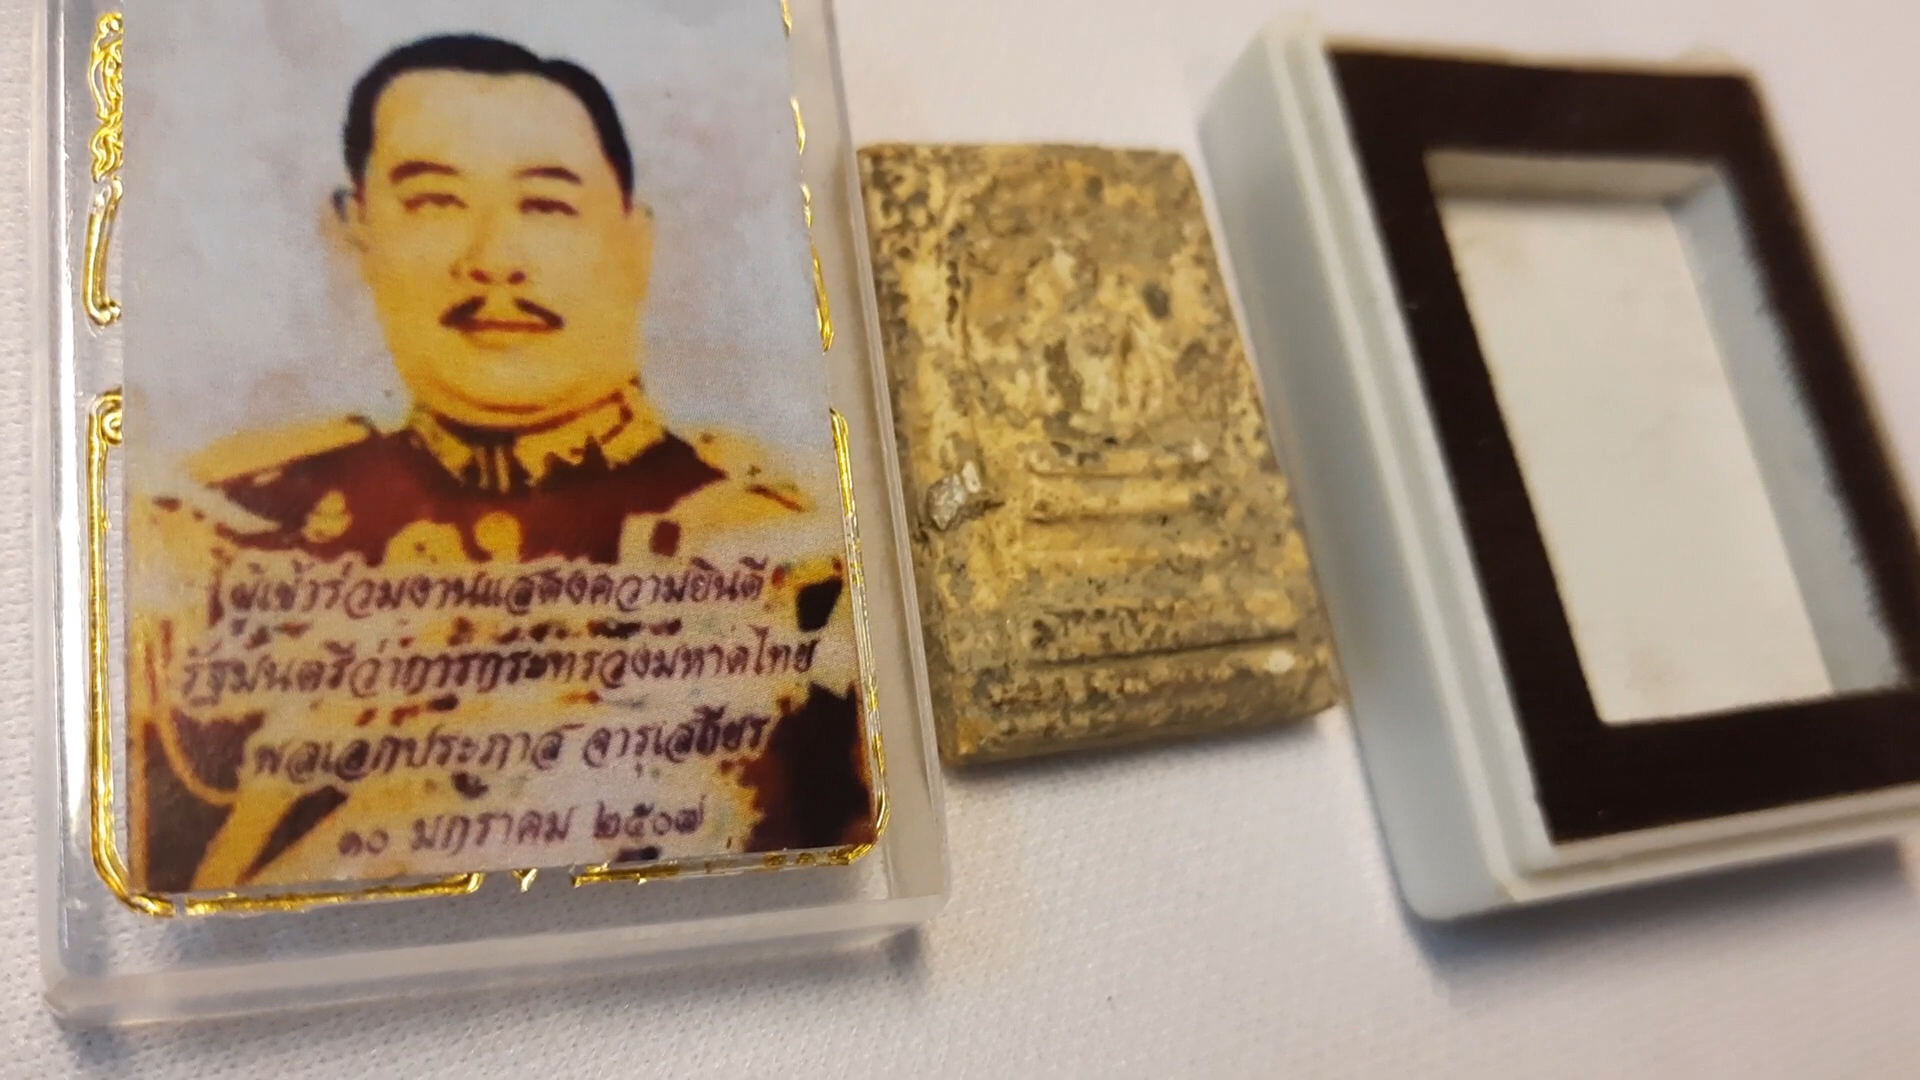 ผู้เข้าร่วมงานแสดงความยินดี
รัฐมนตรีว่าการกระทรวงมหาดไทย
พลเอกประภาส จารุเสถียร
๑๐ มกราคม ๒๕๐๗